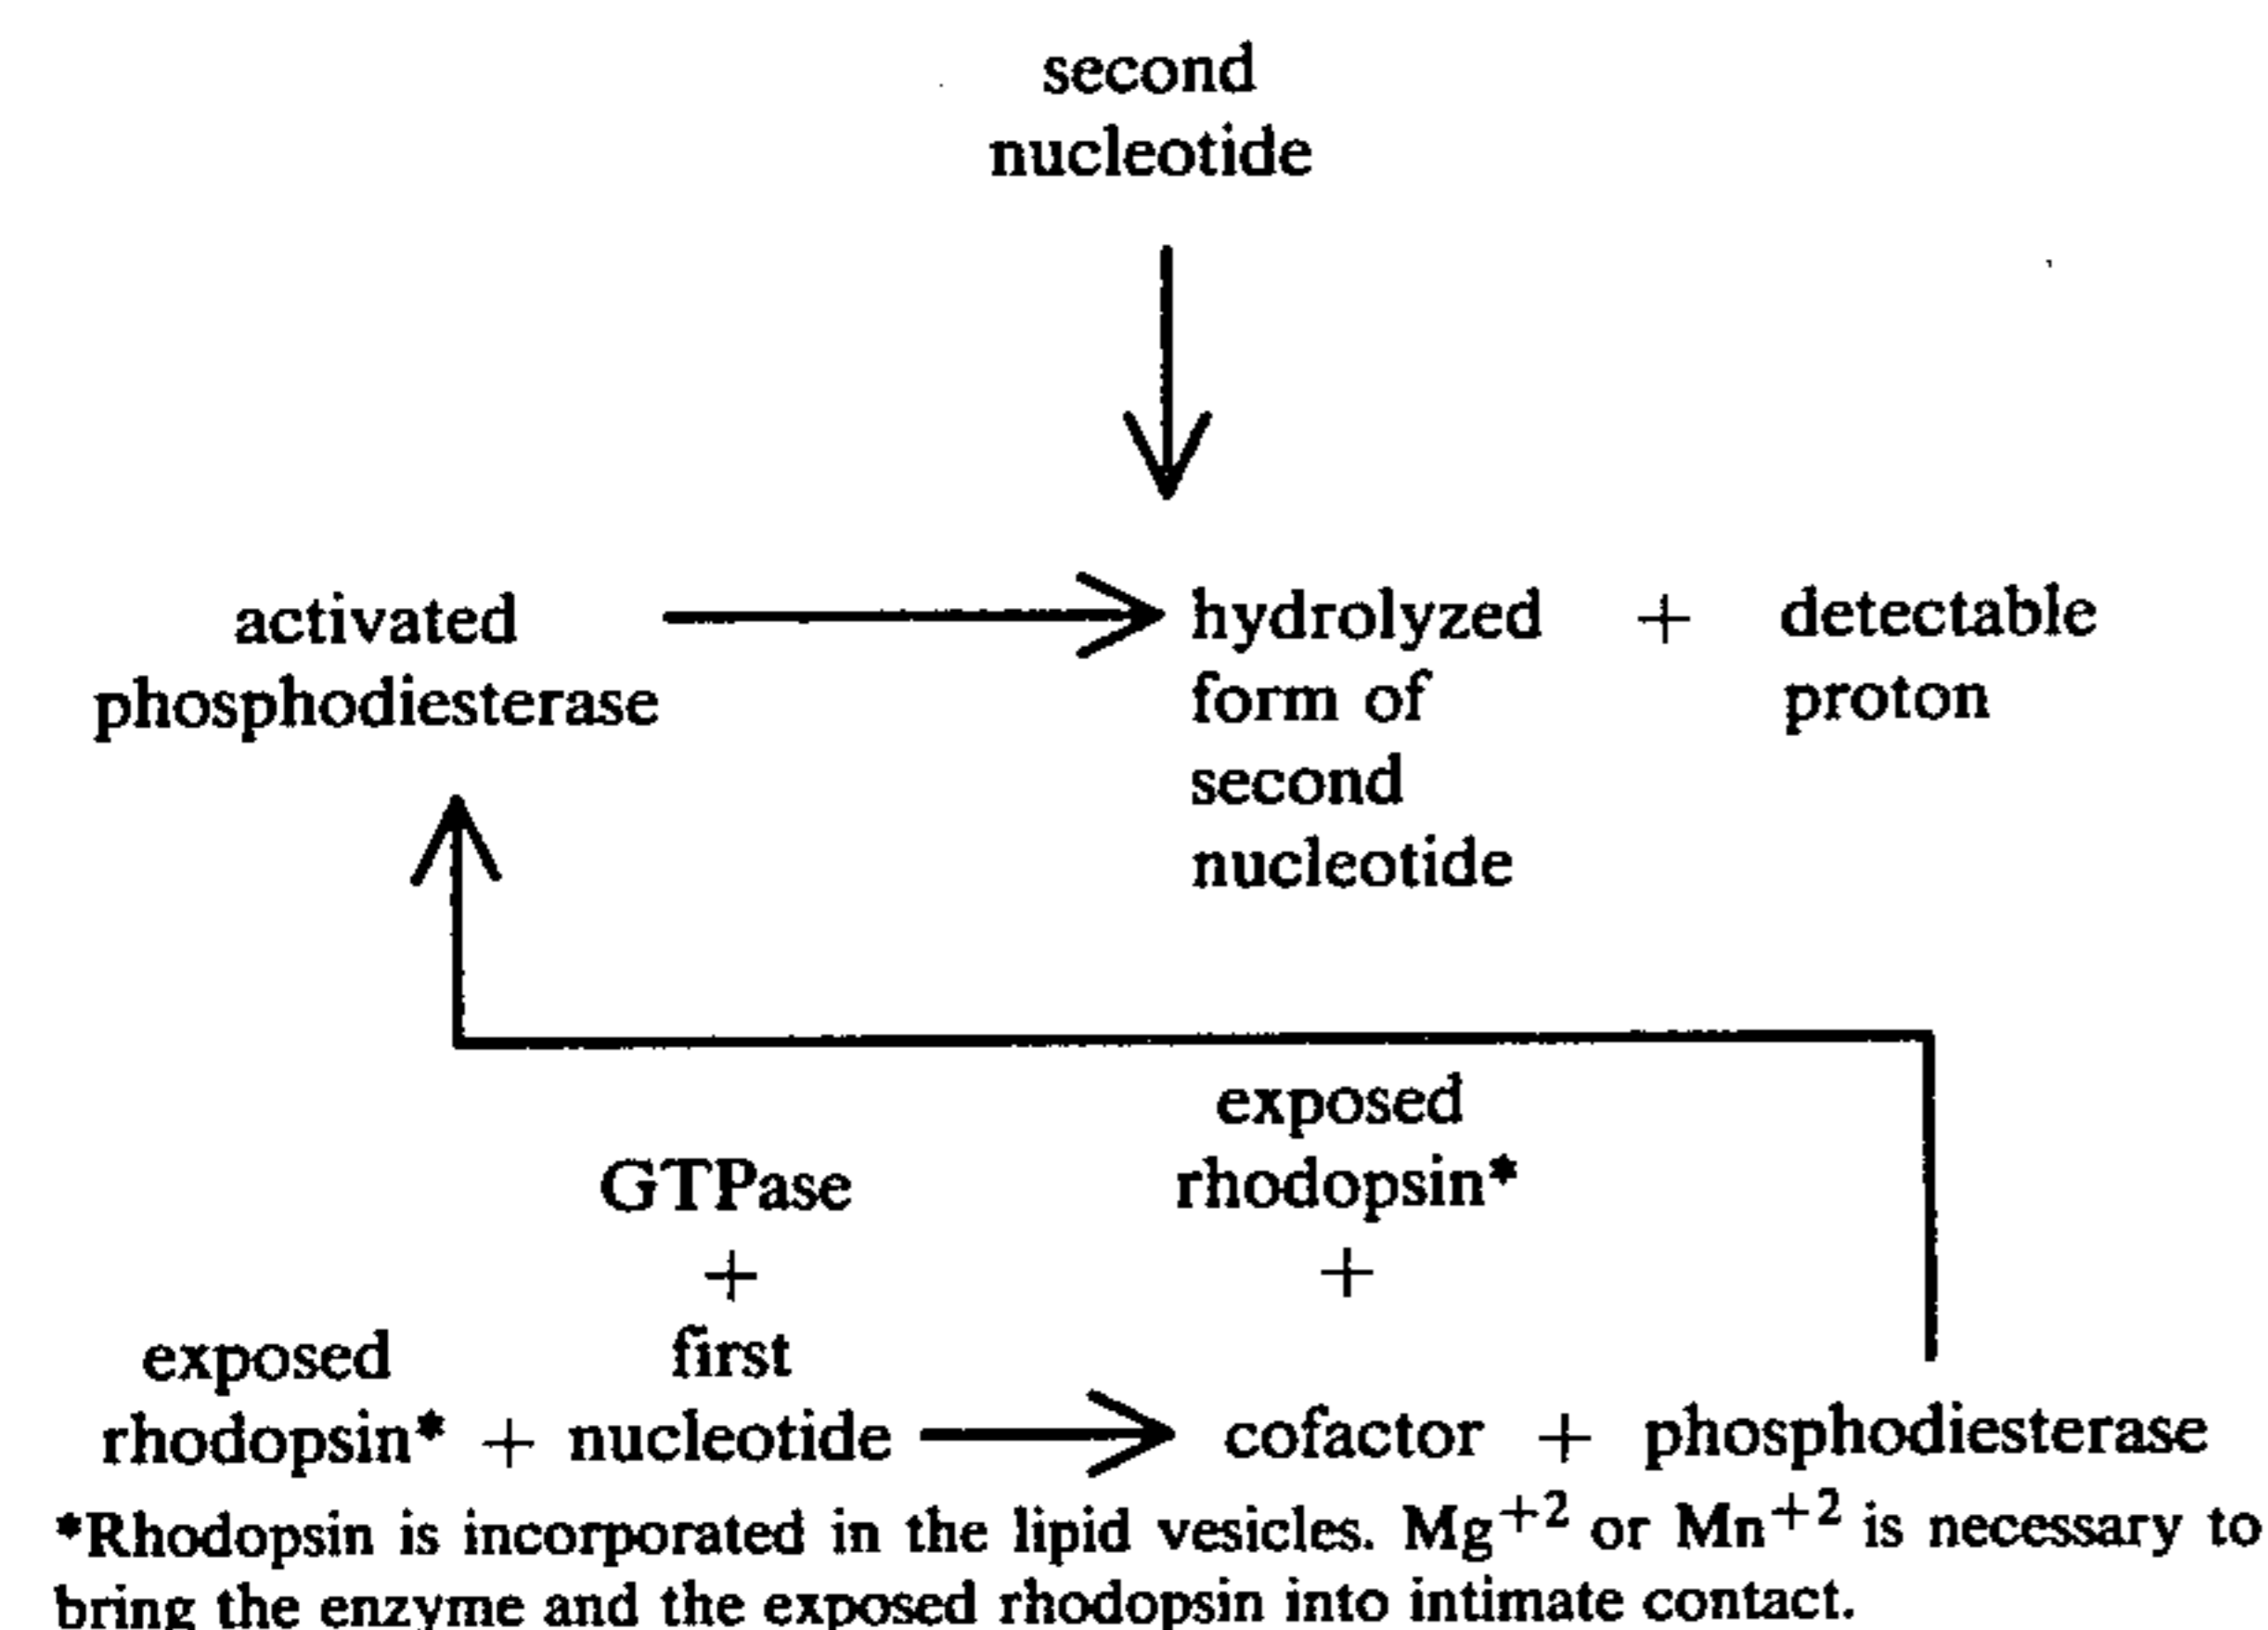 second
nucleotide
activated
phosphodiesterase
hydrolyzed
form of
second
nucleotide
+
detectable
proton
exposed
rhodopsin*
+
GTPase
+
first
exposed
rhodopsin* + nucleotide cofactor + phosphodiesterase
*Rhodopsin is incorporated in the lipid vesicles. Mg+2 or Mn+2 is necessary to
bring the enzyme and the exposed rhodopsin into intimate contact.